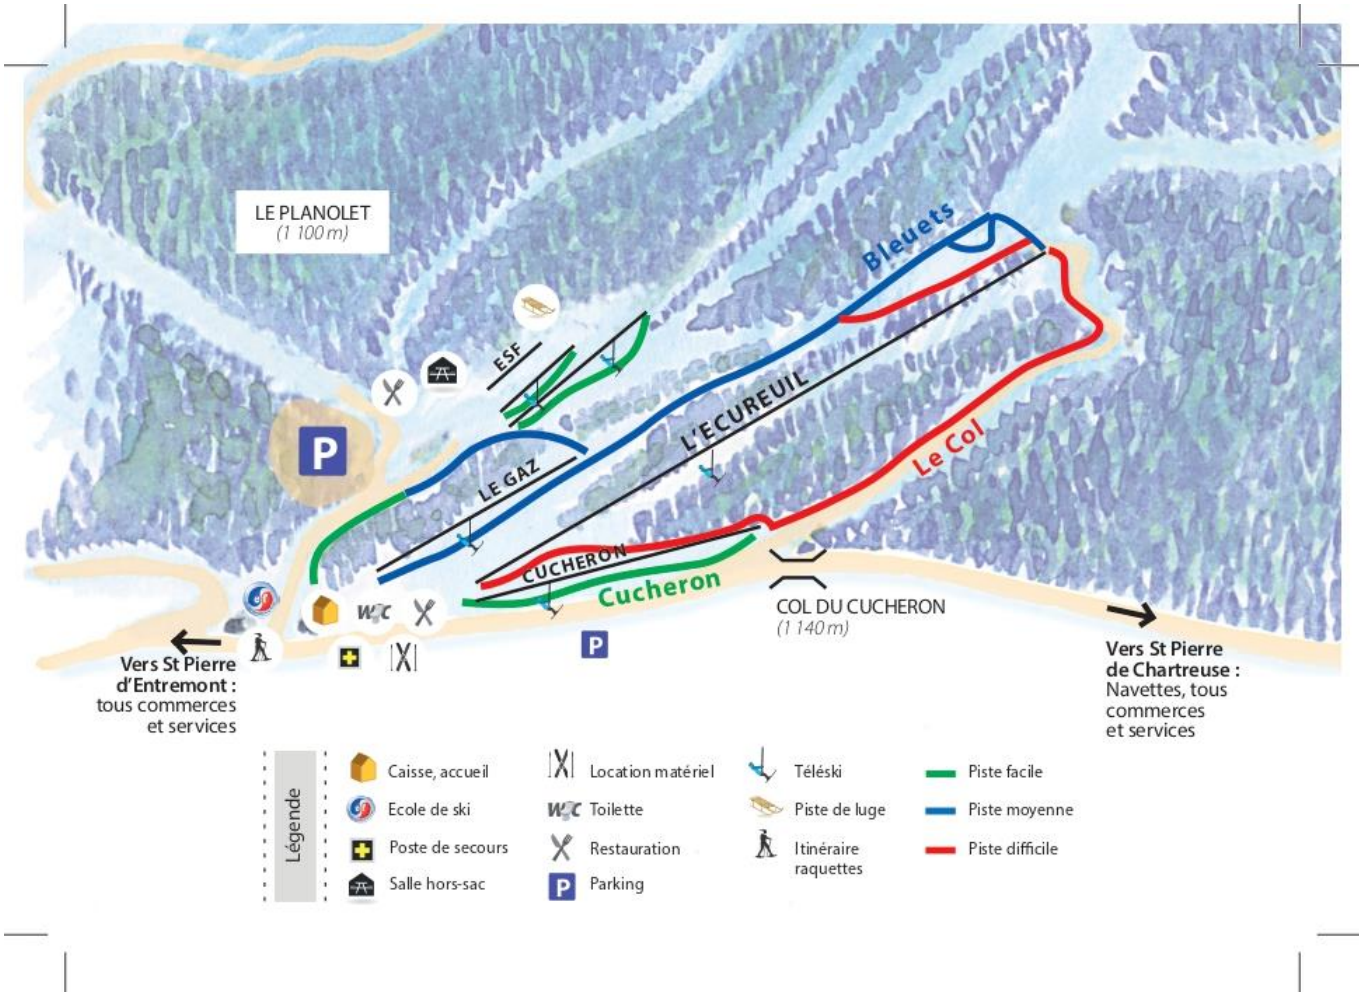 LE PLANOLET
(1 100 m)
Bleuets
ESF
P
L'ECUREUIL
LE GAZ
Le Col
CUCHERON
Cucheron
WC
P
COL DU CUCHERON
(1 140 m)
Vers St Pierre
d'Entremont :
tous commerces
et services
Vers St Pierre
de Chartreuse :
Navettes, tous
commerces
et services
Légende
Caisse, accueil
Ecole de ski
Poste de secours
Salle hors-sac
Location matériel
WC Toilette
Restauration
P Parking
Téléski
Piste de luge
Itinéraire
raquettes
Piste facile
Piste moyenne
Piste difficile